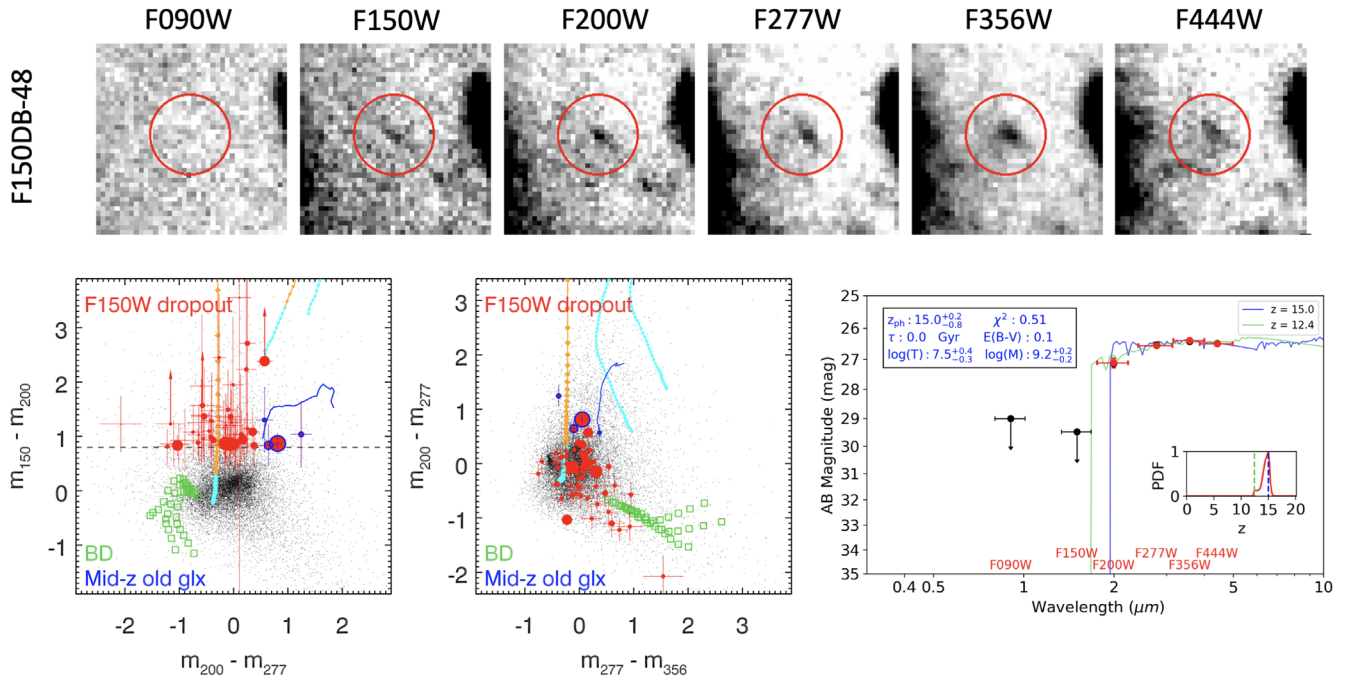 F090W F150W F200W F277W F356W F444W
F150DB-48
F150W dropout
BD
Mid-z old glx
3
2
1
0
-1
m150 - m200
-2 -1 0 1 2
m200 - m277
F150W dropout
BD
Mid-z old glx
3
2
1
0
-1
-2
m200 - m277
-1 0 1 2 3
m277 - m356
zph : 15.0+0.2−0.8 χ2 : 0.51
τ : 0.0 Gyr E(B-V) : 0.1
log(T) : 7.5+0.4−0.3 log(M) : 9.2+0.2−0.2
z = 15.0
z = 12.4
25
26
27
28
29
30
31
32
33
34
35
AB Magnitude (mag)
PDF
1
0
0 5 10 15 20
z
F150W F277W F444W
F090W F200W F356W
0.4 0.5 1 2 5 10
Wavelength (μm)